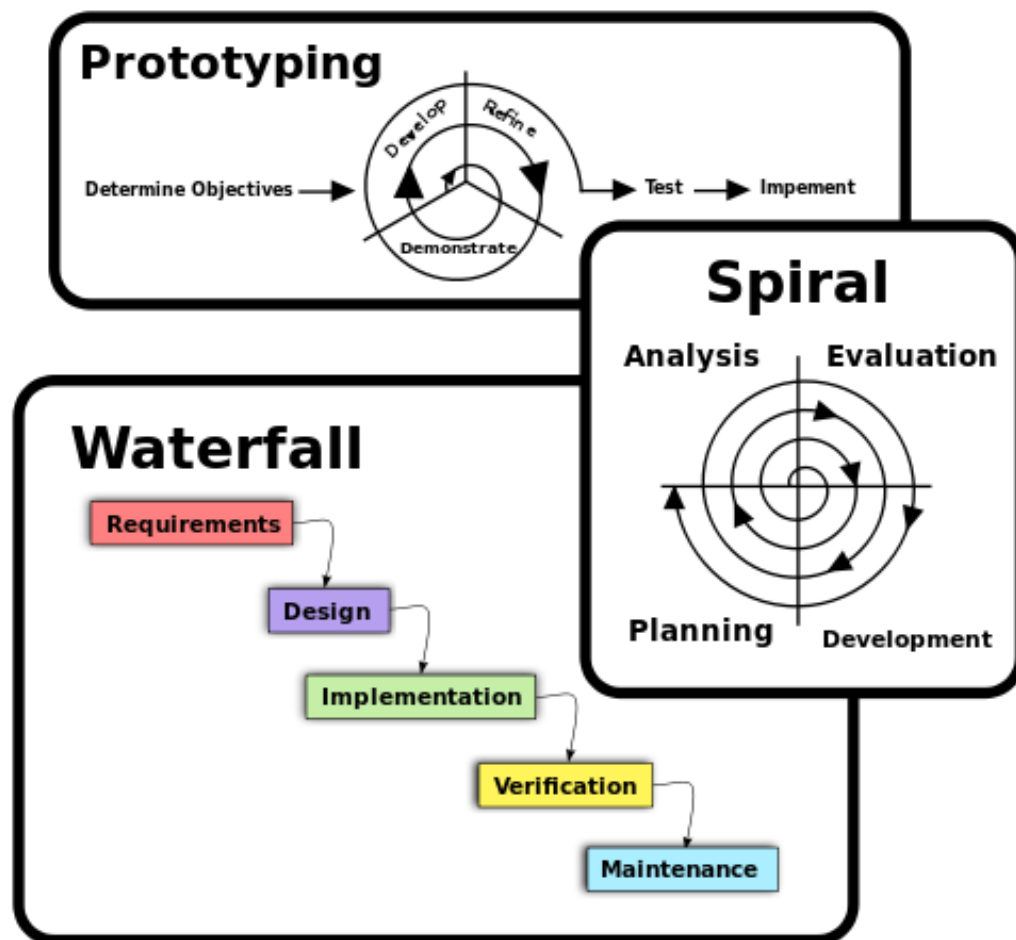 Prototyping
Develop
Refine
Determine Objectives
Test
Impement
Demonstrate
Spiral
Analysis
Evaluation
Planning
Development
Waterfall
Requirements
Design
Implementation
Verification
Maintenance